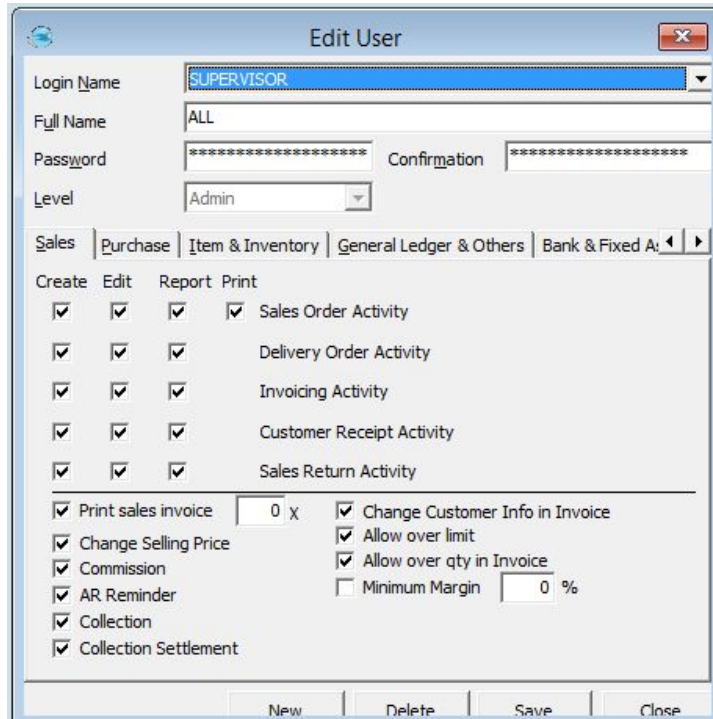 Edit User
Login Name SUPERVISOR
Full Name ALL
Password ******************* Confirmation *******************
Level Admin
Sales Purchase Item & Inventory General Ledger & Others Bank & Fixed
Create Edit Report Print
Sales Order Activity
Delivery Order Activity
Invoicing Activity
Customer Receipt Activity
Sales Return Activity
Print sales invoice 0 x Change Customer Info in Invoice
Change Selling Price Allow over limit
Commission Allow over qty in Invoice
AR Reminder Minimum Margin 0 %
Collection
Collection Settlement
New Delete Save Close